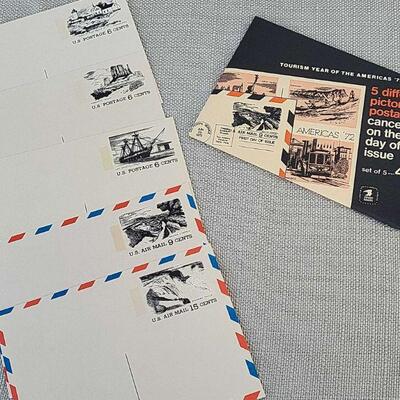 U.S. POSTAGE 6 CENTS
U.S. POSTAGE 6 CENTS
U.S. POSTAGE 6 CENTS
U.S. AIR MAIL 9 CENTS
U.S. AIR MAIL 15 CENTS
TOURISM YEAR OF THE AMERICAS '7
5 diff
pictor
posta
cance
on the
day of
issue
set of 5—4
AIR MAIL
FIRST DAY OF ISSUE
AMERICAS '72